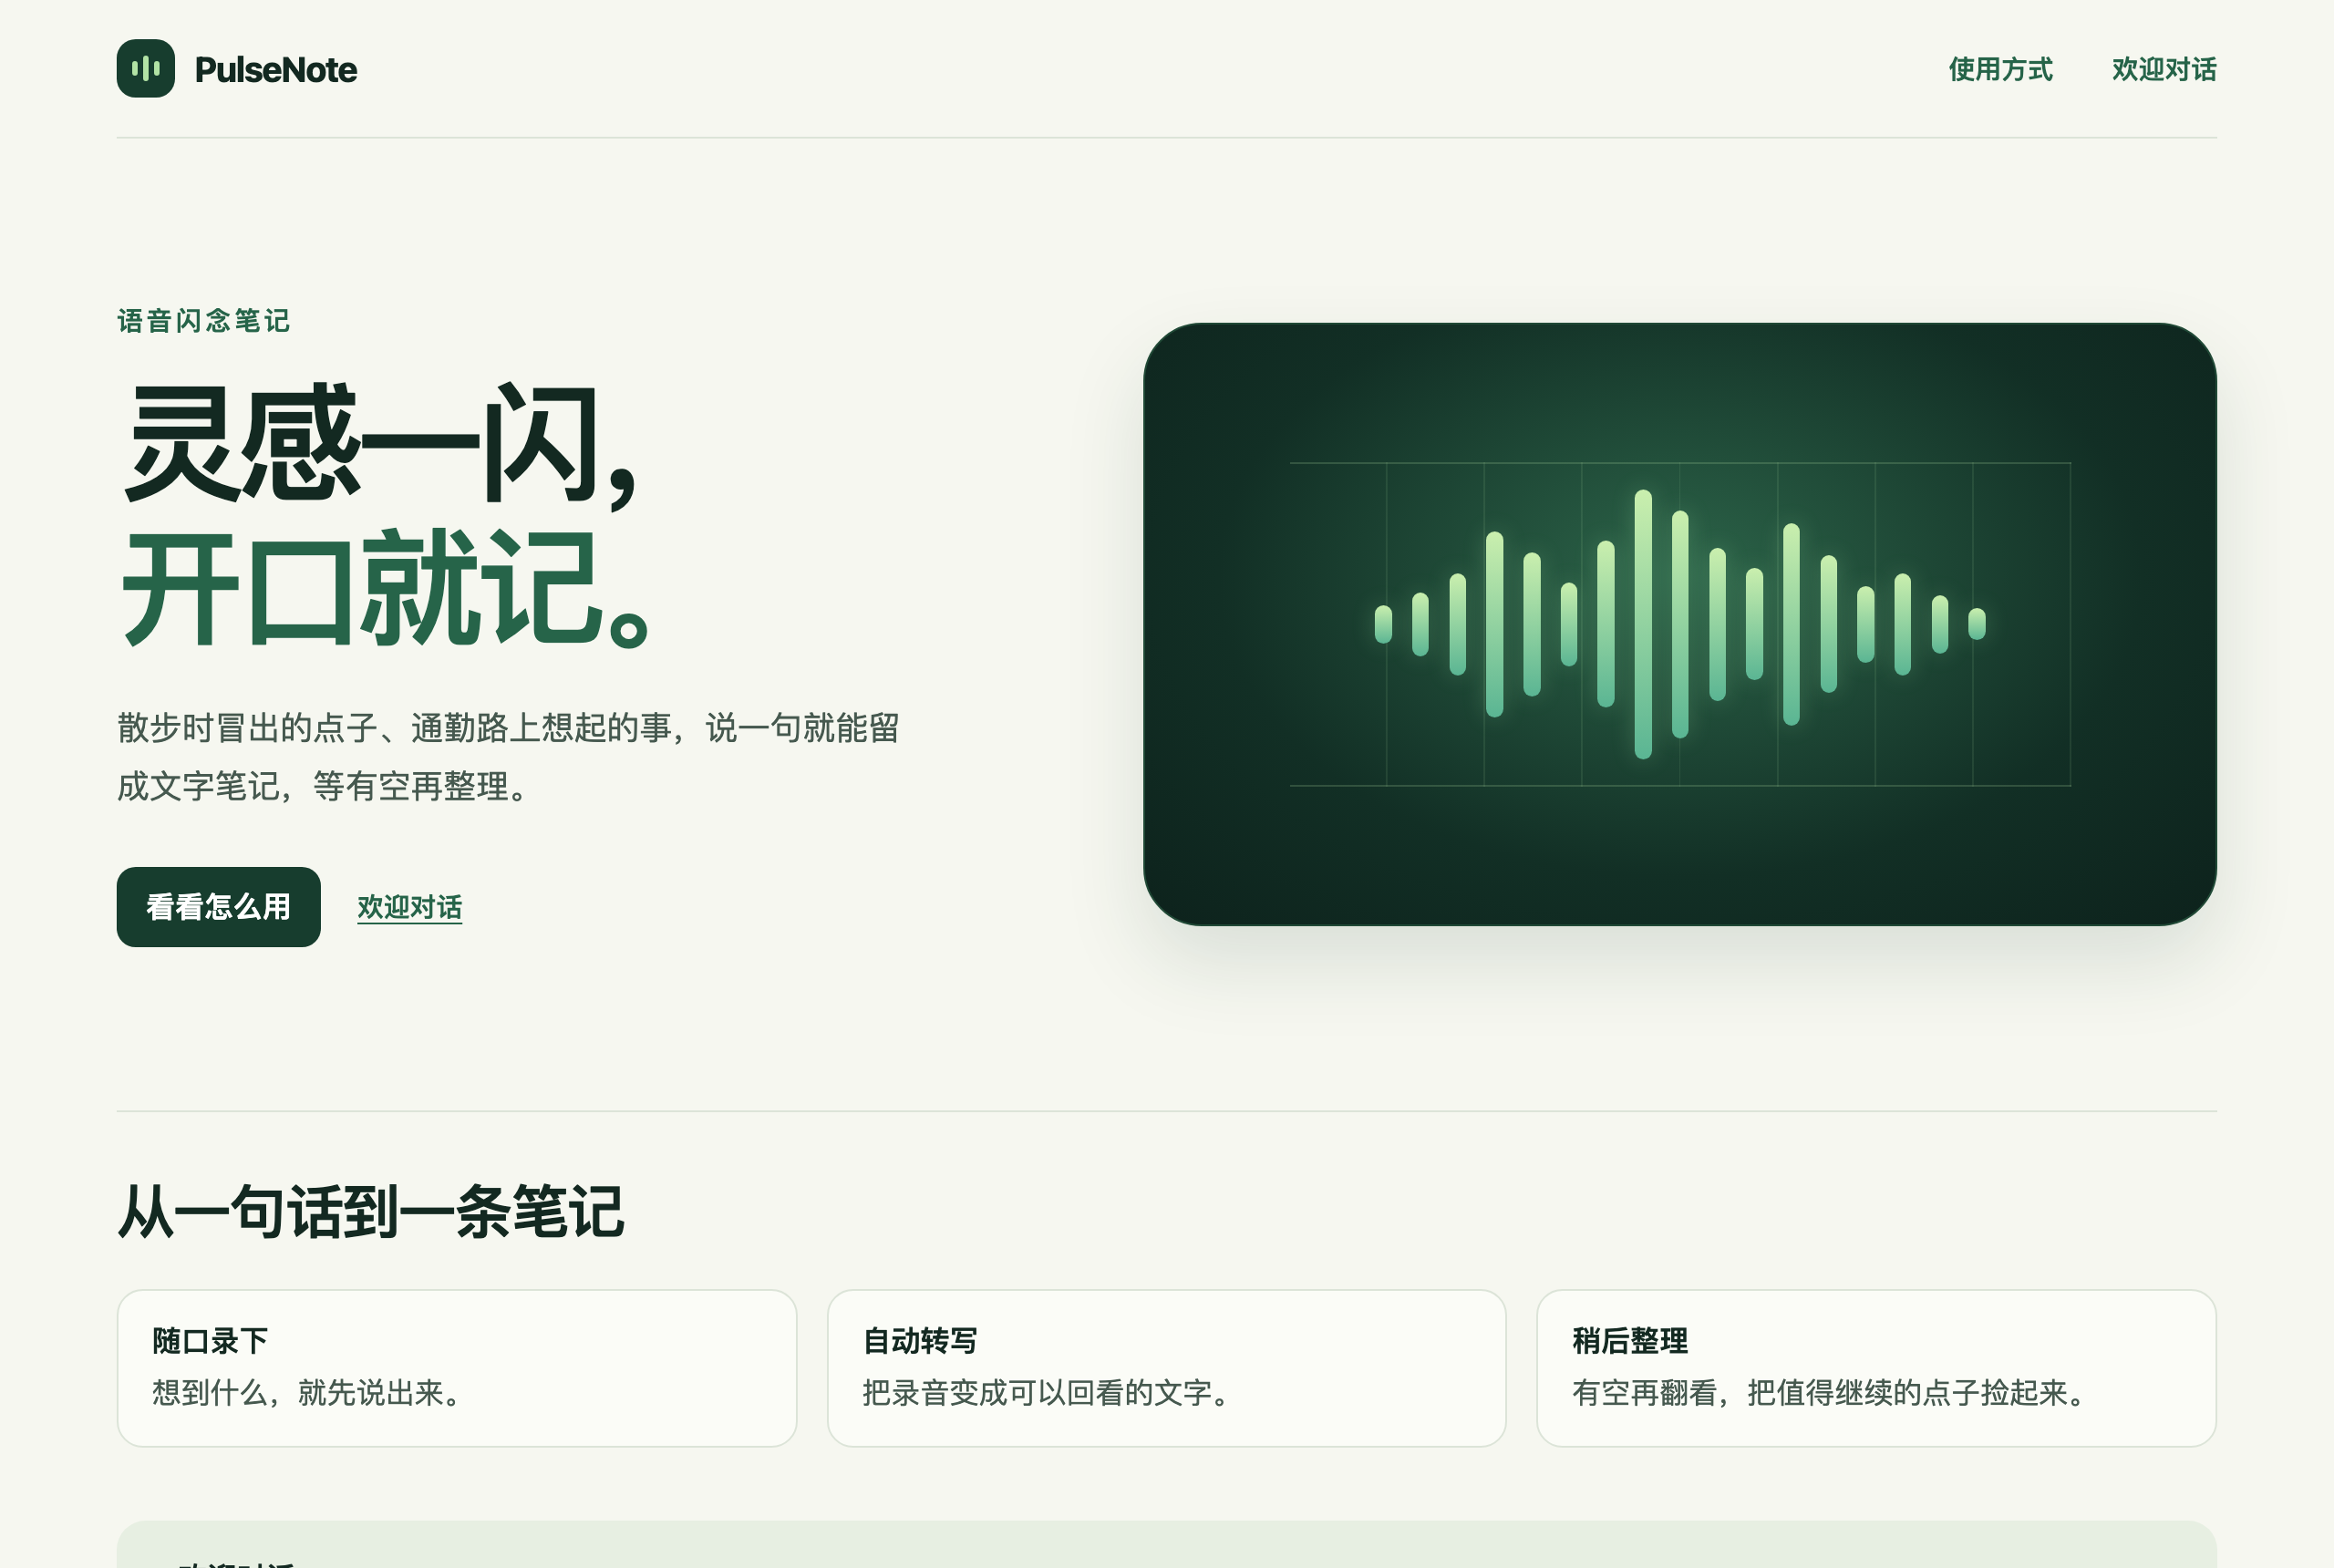 PulseNote
使用方式
欢迎对话
语音闪念笔记
灵感一闪，
开口就记。
散步时冒出的点子、通勤路上想起的事，说一句就能留
成文字笔记，等有空再整理。
看看怎么用
欢迎对话
从一句话到一条笔记
随口录下
想到什么，就先说出来。
自动转写
把录音变成可以回看的文字。
稍后整理
有空再翻看，把值得继续的点子捡起来。